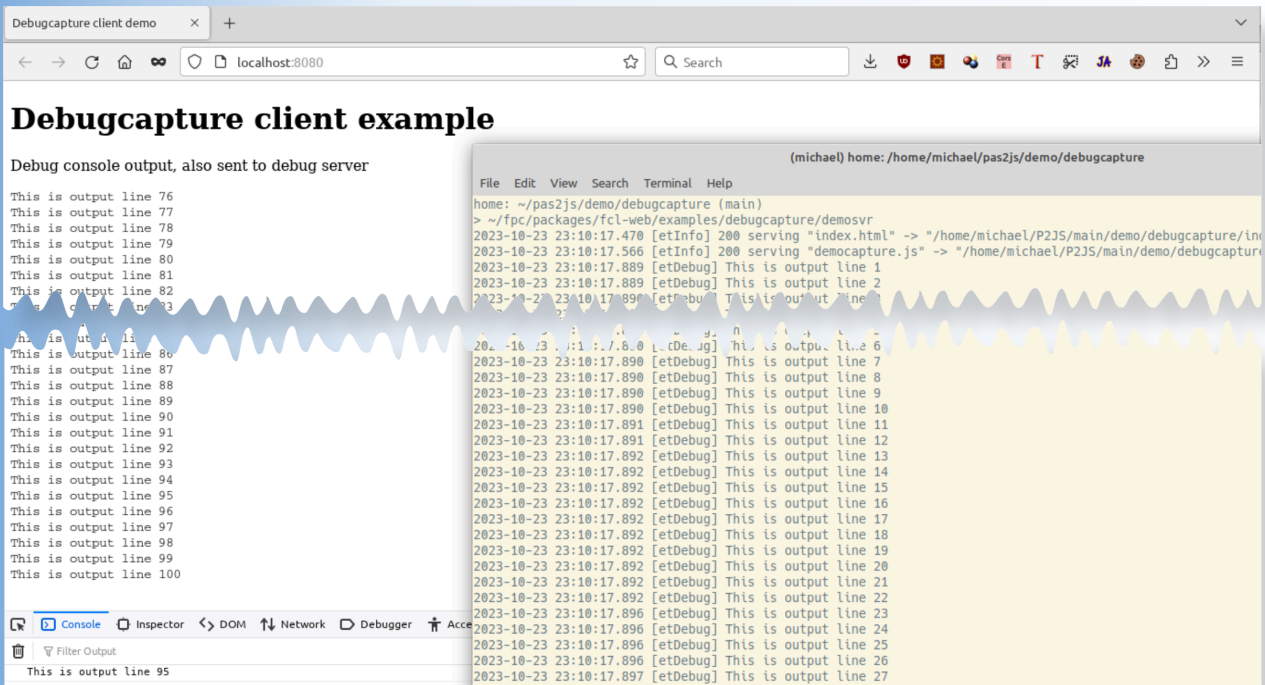 Debugcapture client demo
localhost:8080
Search
Debugcapture client example
Debug console output, also sent to debug server
This is output line 76
This is output line 77
This is output line 78
This is output line 79
This is output line 80
This is output line 81
This is output line 82
This is output line 86
This is output line 87
This is output line 88
This is output line 89
This is output line 90
This is output line 91
This is output line 92
This is output line 93
This is output line 94
This is output line 95
This is output line 96
This is output line 97
This is output line 98
This is output line 99
This is output line 100
Console Inspector DOM Network Debugger Acce
Filter Output
This is output line 95
(michael) home: /home/michael/pas2js/demo/debugcapture
File Edit View Search Terminal Help
home: ~/pas2js/demo/debugcapture (main)
> ~/fpc/packages/fcl-web/examples/debugcapture/demosvr
2023-10-23 23:10:17.470 [etInfo] 200 serving "index.html" -> "/home/michael/P2JS/main/demo/debugcapture/in
2023-10-23 23:10:17.566 [etInfo] 200 serving "democapture.js" -> "/home/michael/P2JS/main/demo/debugcapture
2023-10-23 23:10:17.889 [etDebug] This is output line 1
2023-10-23 23:10:17.889 [etDebug] This is output line 2
2023-10-23 23:10:17.890 [etDebug] This is output line 6
2023-10-23 23:10:17.890 [etDebug] This is output line 7
2023-10-23 23:10:17.890 [etDebug] This is output line 8
2023-10-23 23:10:17.890 [etDebug] This is output line 9
2023-10-23 23:10:17.890 [etDebug] This is output line 10
2023-10-23 23:10:17.891 [etDebug] This is output line 11
2023-10-23 23:10:17.891 [etDebug] This is output line 12
2023-10-23 23:10:17.892 [etDebug] This is output line 13
2023-10-23 23:10:17.892 [etDebug] This is output line 14
2023-10-23 23:10:17.892 [etDebug] This is output line 15
2023-10-23 23:10:17.892 [etDebug] This is output line 16
2023-10-23 23:10:17.892 [etDebug] This is output line 17
2023-10-23 23:10:17.892 [etDebug] This is output line 18
2023-10-23 23:10:17.892 [etDebug] This is output line 19
2023-10-23 23:10:17.892 [etDebug] This is output line 20
2023-10-23 23:10:17.892 [etDebug] This is output line 21
2023-10-23 23:10:17.892 [etDebug] This is output line 22
2023-10-23 23:10:17.896 [etDebug] This is output line 23
2023-10-23 23:10:17.896 [etDebug] This is output line 24
2023-10-23 23:10:17.896 [etDebug] This is output line 25
2023-10-23 23:10:17.896 [etDebug] This is output line 26
2023-10-23 23:10:17.897 [etDebug] This is output line 27